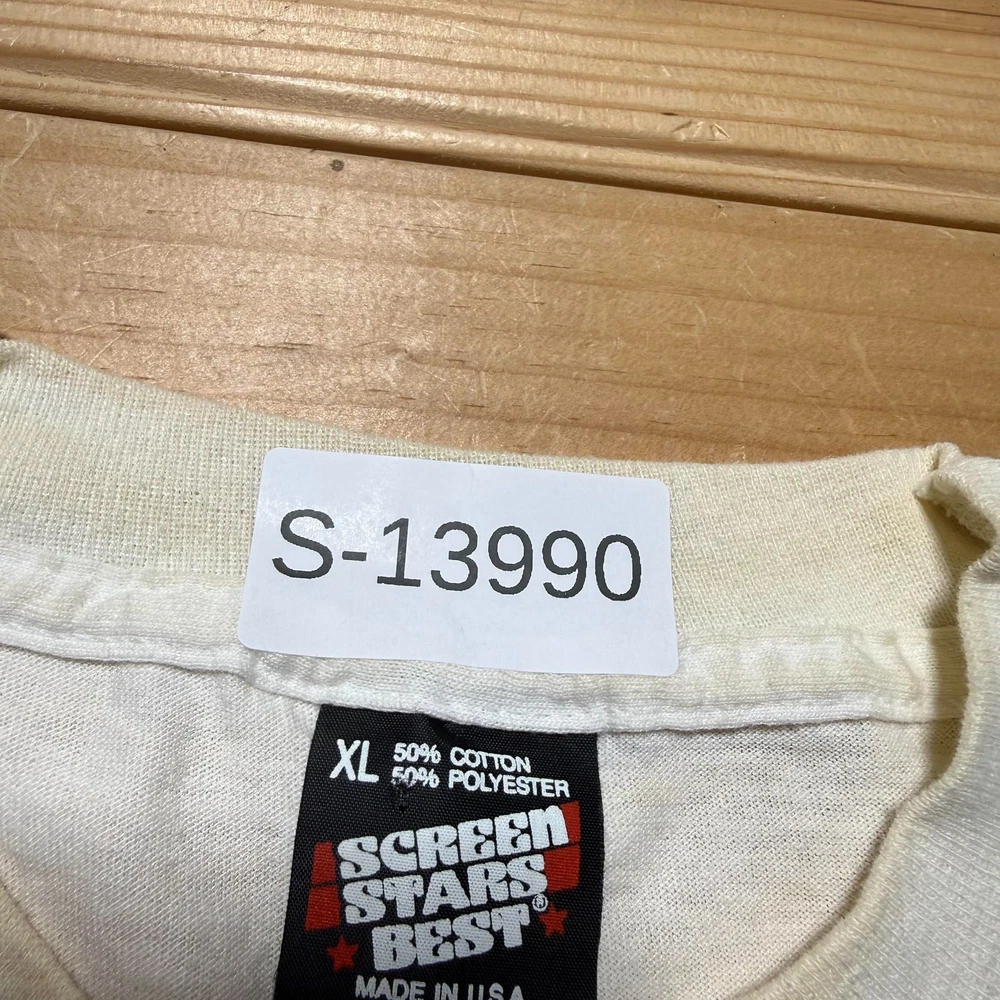 S-13990
XL 50% COTTON
50% POLYESTER
SCREEN
STARS
BEST®
MADE IN U.S.A